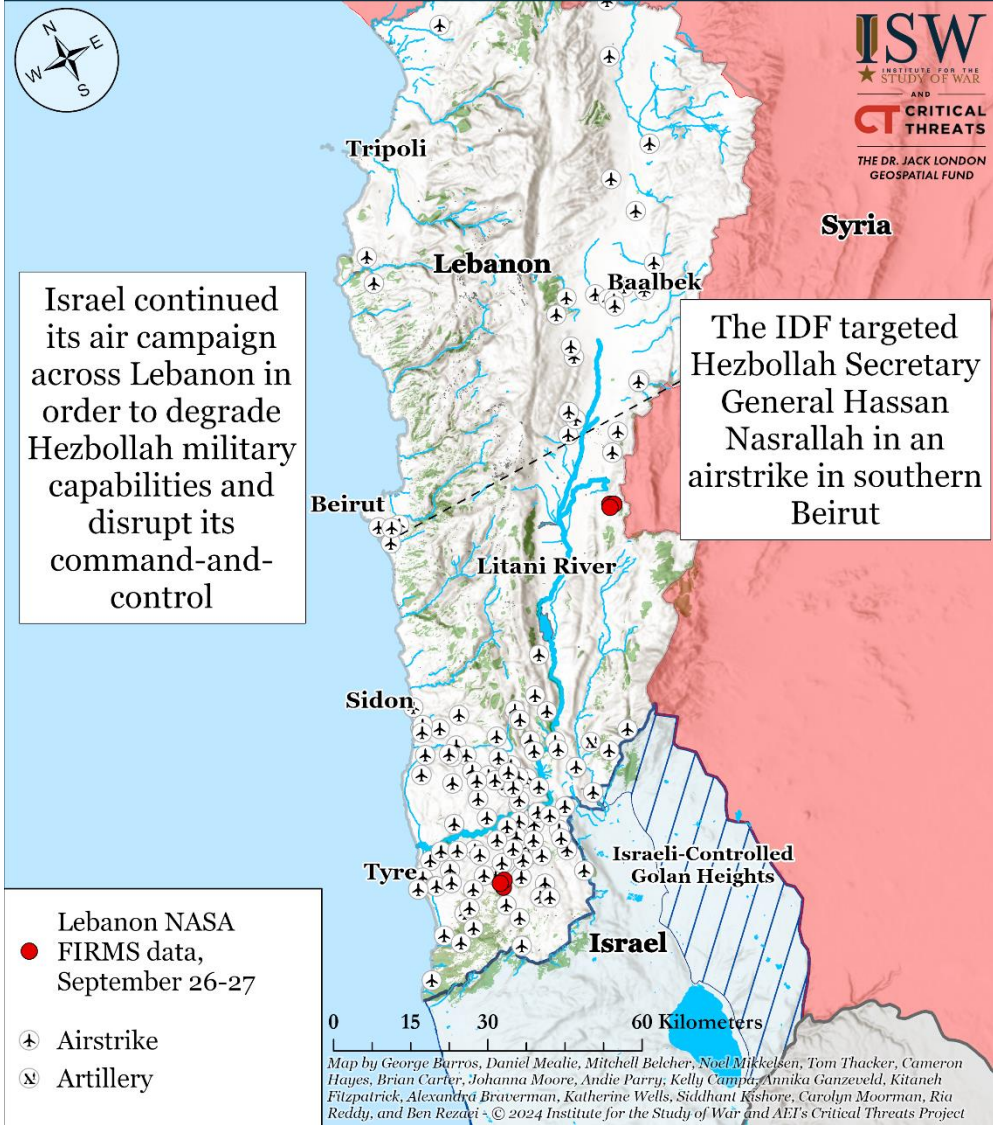 N
E
W
S
ISW
INSTITUTE FOR THE
STUDY OF WAR
AND
CT CRITICAL
THREATS
THE DR. JACK LONDON
GEOSPATIAL FUND
Tripoli
Syria
Lebanon
Baalbek
Israel continued
its air campaign
across Lebanon in
order to degrade
Hezbollah military
capabilities and
disrupt its
command-and-
control
The IDF targeted
Hezbollah Secretary
General Hassan
Nasrallah in an
airstrike in southern
Beirut
Beirut
Litani River
Sidon
Tyre
Israeli-Controlled
Golan Heights
Israel
Lebanon NASA
FIRMS data,
September 26-27
Airstrike
Artillery
0 15 30 60 Kilometers
Map by George Barros, Daniel Mealie, Mitchell Belcher, Noel Mikkelsen, Tom Thacker, Cameron
Hayes, Brian Carter, Johanna Moore, Andie Parry, Kelly Campa, Annika Ganzeveld, Kitaneh
Fitzpatrick, Alexandra Braverman, Katherine Wells, Siddhant Kishore, Carolyn Moorman, Ria
Reddy, and Ben Rezaei - © 2024 Institute for the Study of War and AEI's Critical Threats Project